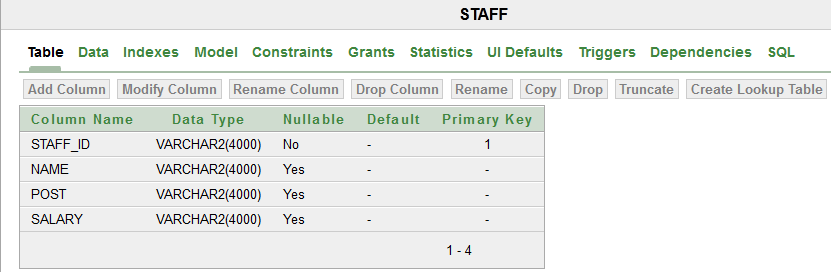 STAFF
Table Data Indexes Model Constraints Grants Statistics UI Defaults Triggers Dependencies SQL
Add Column Modify Column Rename Column Drop Column Rename Copy Drop Truncate Create Lookup Table
Column Name Data Type Nullable Default Primary Key
STAFF_ID VARCHAR2(4000) No - 1
NAME VARCHAR2(4000) Yes - -
POST VARCHAR2(4000) Yes - -
SALARY VARCHAR2(4000) Yes - -
1 - 4